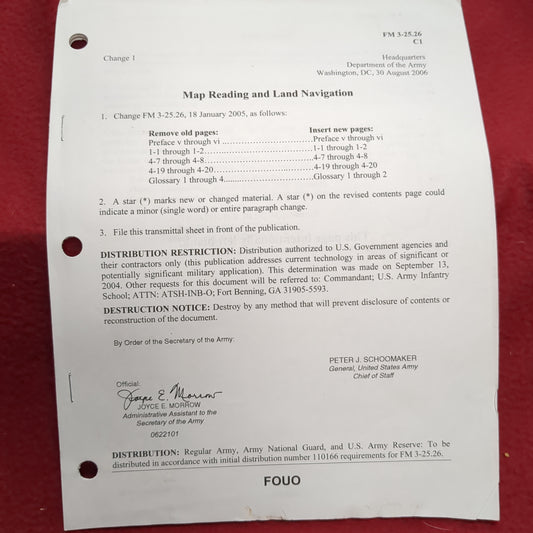 FM 3-25.26
C1
Change 1
Headquarters
Department of the Army
Washington, DC, 30 August 2006
Map Reading and Land Navigation
1. Change FM 3-25.26, 18 January 2005, as follows:
Remove old pages: Insert new pages:
Preface v through vi ..............................Preface v through vi
1-1 through 1-2......................................1-1 through 1-2
4-7 through 4-8......................................4-7 through 4-8
4-19 through 4-20..................................4-19 through 4-20
Glossary 1 through 4..............................Glossary 1 through 2
2. A star (*) marks new or changed material. A star (*) on the revised contents page could
indicate a minor (single word) or entire paragraph change.
3. File this transmittal sheet in front of the publication.
DISTRIBUTION RESTRICTION: Distribution authorized to U.S. Government agencies and
their contractors only (this publication addresses current technology in areas of significant or
potentially significant military application). This determination was made on September 13,
2004. Other requests for this document will be referred to: Commandant; U.S. Army Infantry
School; ATTN: ATSH-INB-O; Fort Benning, GA 31905-5593.
DESTRUCTION NOTICE: Destroy by any method that will prevent disclosure of contents or
reconstruction of the document.
By Order of the Secretary of the Army:
PETER J. SCHOOMAKER
General, United States Army
Chief of Staff
Official:
Joyce E. Morrow
JOYCE E. MORROW
Administrative Assistant to the
Secretary of the Army
0622101
DISTRIBUTION: Regular Army, Army National Guard, and U.S. Army Reserve: To be
distributed in accordance with initial distribution number 110166 requirements for FM 3-25.26.
FOUO